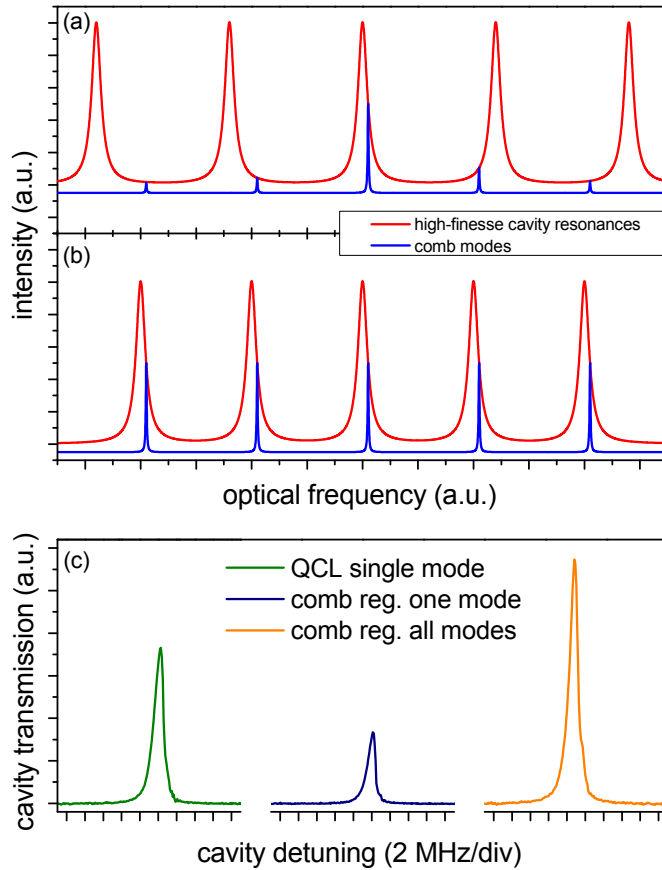 (a)
intensity (a.u.)
high-finesse cavity resonances
comb modes
(b)
optical frequency (a.u.)
(c)
QCL single mode
comb reg. one mode
comb reg. all modes
cavity transmission (a.u.)
cavity detuning (2 MHz/div)